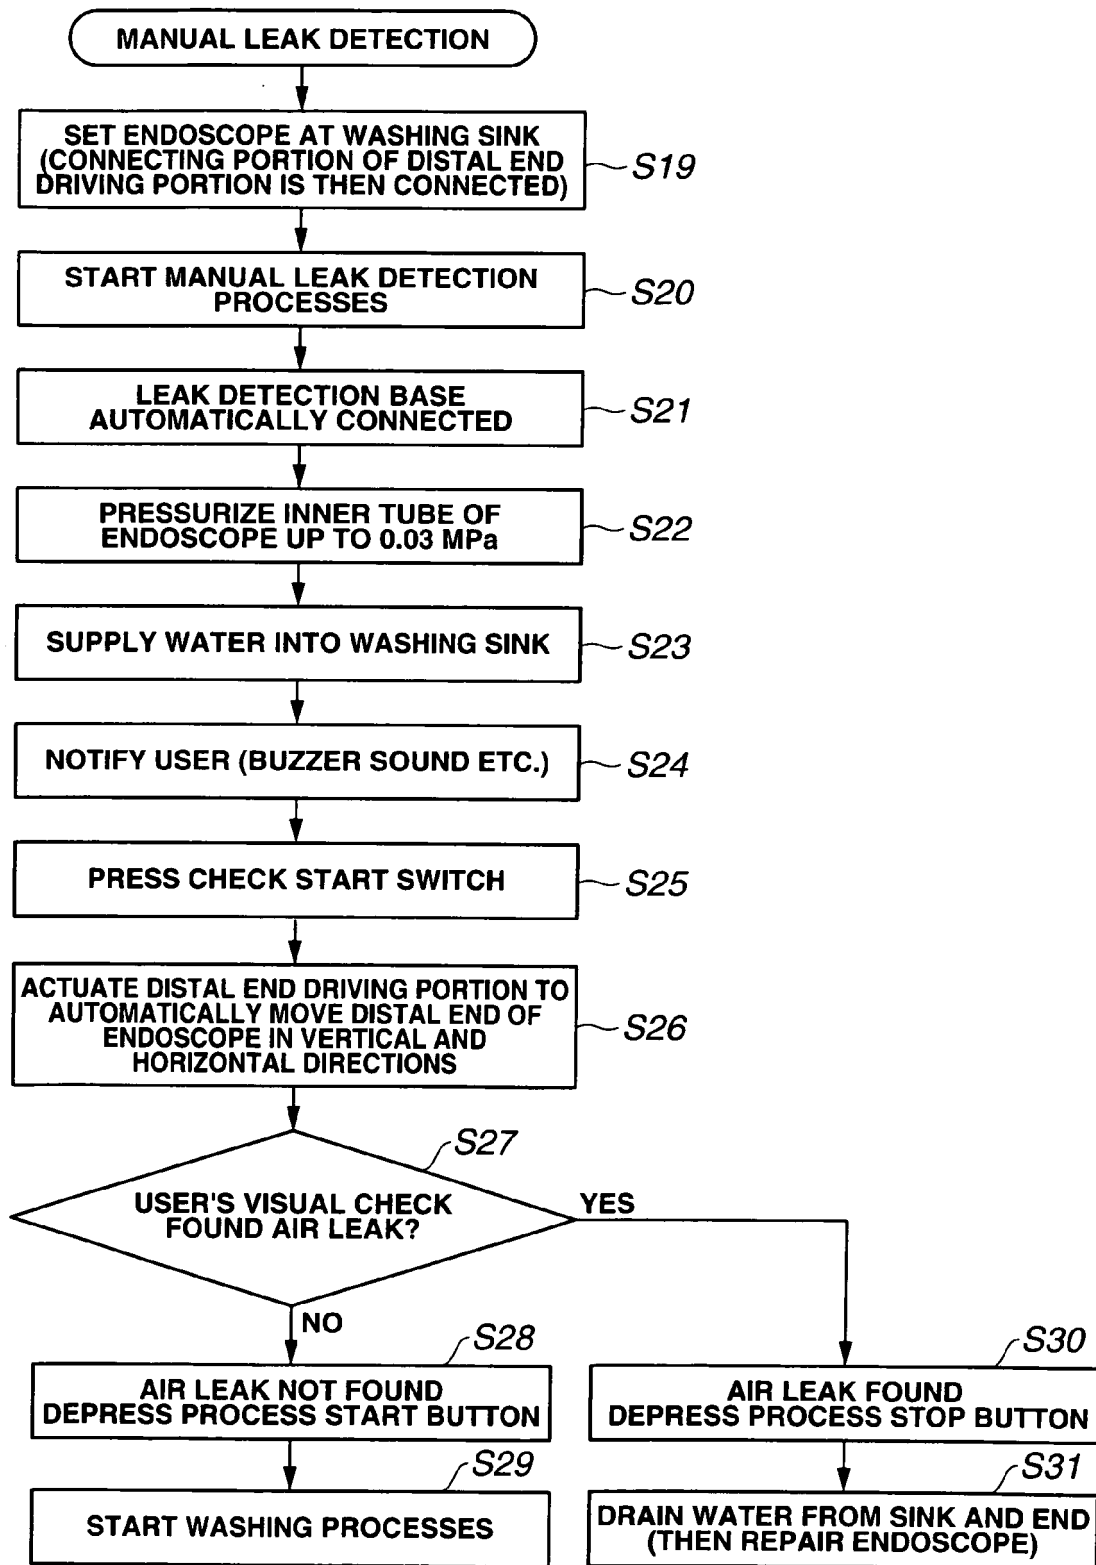 MANUAL LEAK DETECTION
SET ENDOSCOPE AT WASHING SINK
(CONNECTING PORTION OF DISTAL END
DRIVING PORTION IS THEN CONNECTED)
S19
START MANUAL LEAK DETECTION
PROCESSES
S20
LEAK DETECTION BASE
AUTOMATICALLY CONNECTED
S21
PRESSURIZE INNER TUBE OF
ENDOSCOPE UP TO 0.03 MPa
S22
SUPPLY WATER INTO WASHING SINK
S23
NOTIFY USER (BUZZER SOUND ETC.)
S24
PRESS CHECK START SWITCH
S25
ACTUATE DISTAL END DRIVING PORTION TO
AUTOMATICALLY MOVE DISTAL END OF
ENDOSCOPE IN VERTICAL AND
HORIZONTAL DIRECTIONS
S26
S27
USER'S VISUAL CHECK
FOUND AIR LEAK?
YES
NO
S28
AIR LEAK NOT FOUND
DEPRESS PROCESS START BUTTON
S29
START WASHING PROCESSES
S30
AIR LEAK FOUND
DEPRESS PROCESS STOP BUTTON
S31
DRAIN WATER FROM SINK AND END
(THEN REPAIR ENDOSCOPE)